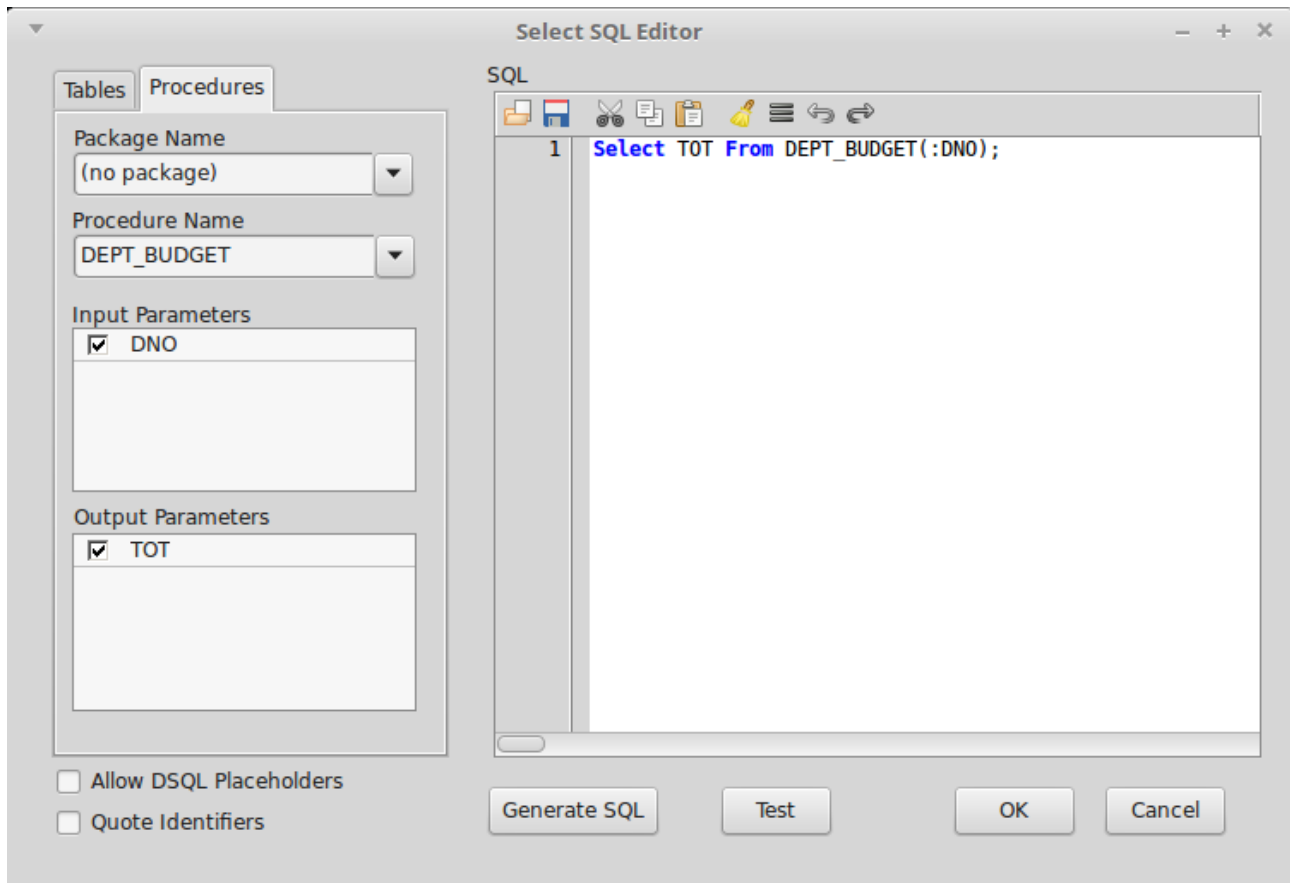 Select SQL Editor
Tables
Procedures
Package Name
(no package)
Procedure Name
DEPT_BUDGET
Input Parameters
DNO
Output Parameters
TOT
Allow DSQL Placeholders
Quote Identifiers
SQL
1 Select TOT From DEPT_BUDGET(:DNO);
Generate SQL
Test
OK
Cancel